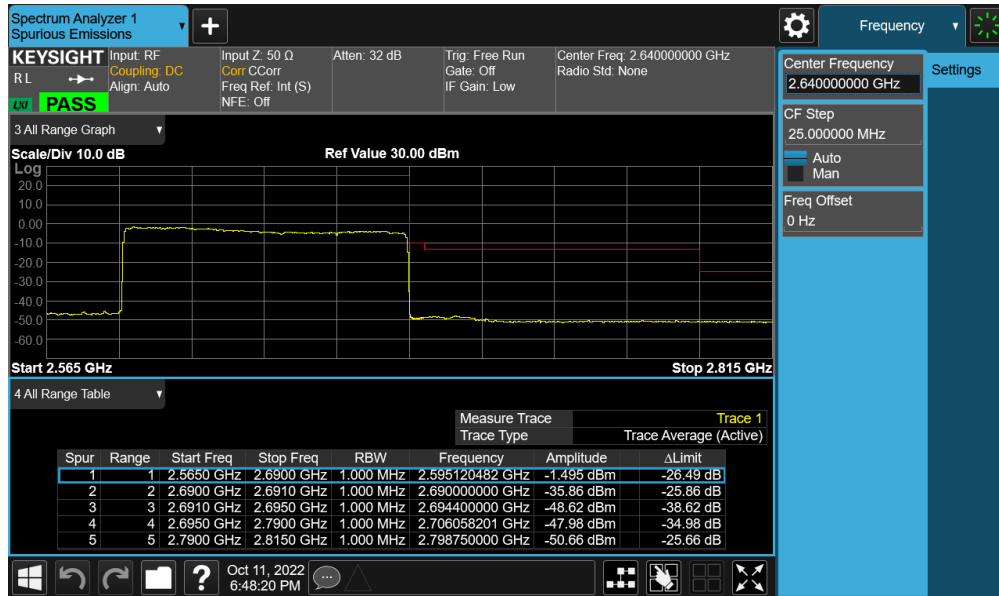 Spectrum Analyzer 1
Spurious Emissions
+
Frequency
KEYSIGHT Input: RF Input Z: 50 Ω Atten: 32 dB Trig: Free Run Center Freq: 2.640000000 GHz
R L Coupling: DC Corr CCorr Gate: Off Radio Std: None
Align: Auto Freq Ref: Int (S) IF Gain: Low
LXI PASS NFE: Off
Center Frequency
2.640000000 GHz
Settings
CF Step
25.000000 MHz
Auto
Man
Freq Offset
0 Hz
3 All Range Graph
Scale/Div 10.0 dB Ref Value 30.00 dBm
Log
20.0
10.0
0.00
-10.0
-20.0
-30.0
-40.0
-50.0
-60.0
Start 2.565 GHz Stop 2.815 GHz
4 All Range Table
Measure Trace Trace 1
Trace Type Trace Average (Active)
Spur Range Start Freq Stop Freq RBW Frequency Amplitude ΔLimit
1 1 2.5650 GHz 2.6900 GHz 1.000 MHz 2.595120482 GHz -1.495 dBm -26.49 dB
2 2 2.6900 GHz 2.6910 GHz 1.000 MHz 2.690000000 GHz -35.86 dBm -25.86 dB
3 3 2.6910 GHz 2.6950 GHz 1.000 MHz 2.694400000 GHz -48.62 dBm -38.62 dB
4 4 2.6950 GHz 2.7900 GHz 1.000 MHz 2.706058201 GHz -47.98 dBm -34.98 dB
5 5 2.7900 GHz 2.8150 GHz 1.000 MHz 2.798750000 GHz -50.66 dBm -25.66 dB
?
Oct 11, 2022
6:48:20 PM